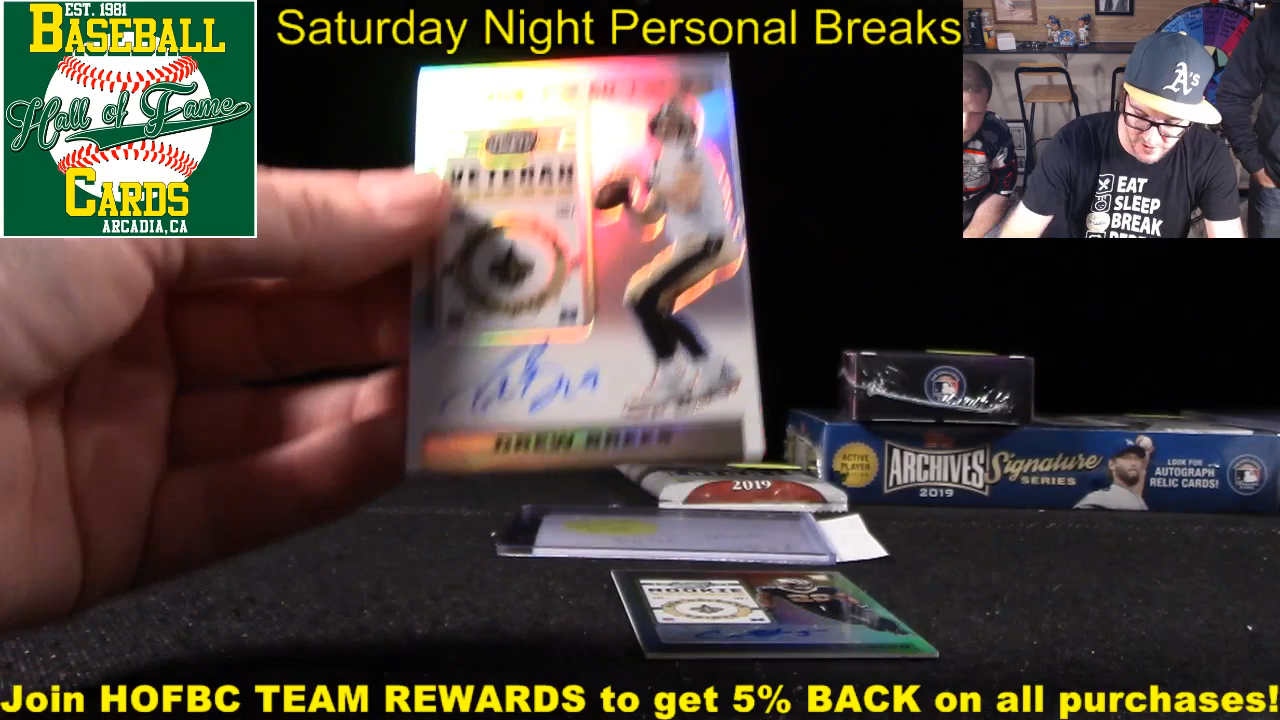 EST. 1981
BASEBALL
Hall of Fame
CARDS
ARCADIA, CA
Saturday Night Personal Breaks
A's
EAT
SLEEP
BREAK
VETERAN
DREW BREES
ROOKIE
2019
ACTIVE
PLAYER
ARCHIVES Signature
SERIES
2019
LOOK FOR
AUTOGRAPH
RELIC CARDS!
Join HOFBC TEAM REWARDS to get 5% BACK on all purchases!